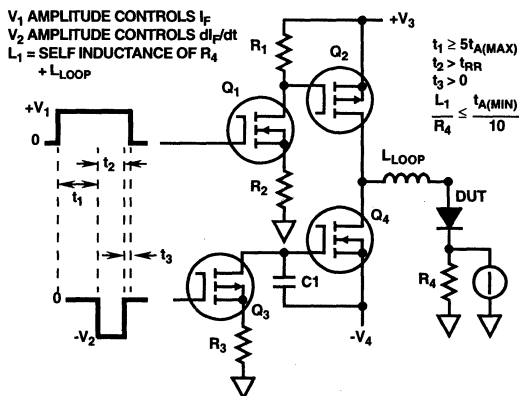 V1 AMPLITUDE CONTROLS IF
V2 AMPLITUDE CONTROLS dIF/dt
L1 = SELF INDUCTANCE OF R4
+ LLOOP
+V1
0
t2
t1
t3
0
-V2
R1
Q1
R2
Q2
+V3
Q3
R3
C1
Q4
-V4
LLOOP
DUT
R4
t1 ≥ 5tA(MAX)
t2 > tRR
t3 > 0
L1/R4 ≤ tA(MIN)/10